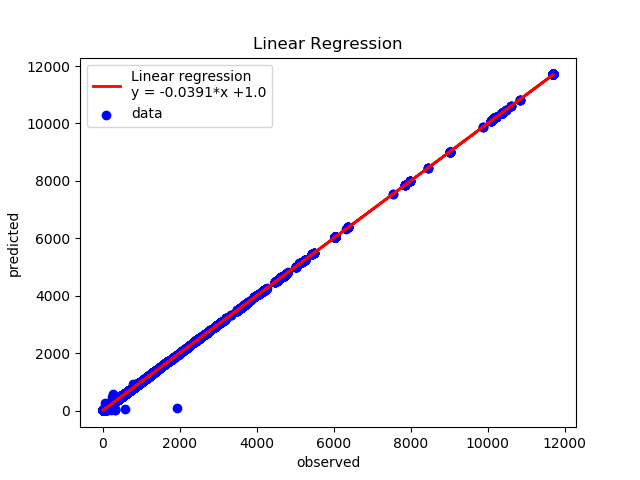 Linear Regression
Linear regression
y = -0.0391*x +1.0
data
12000
10000
8000
6000
4000
2000
0
predicted
0 2000 4000 6000 8000 10000 12000
observed